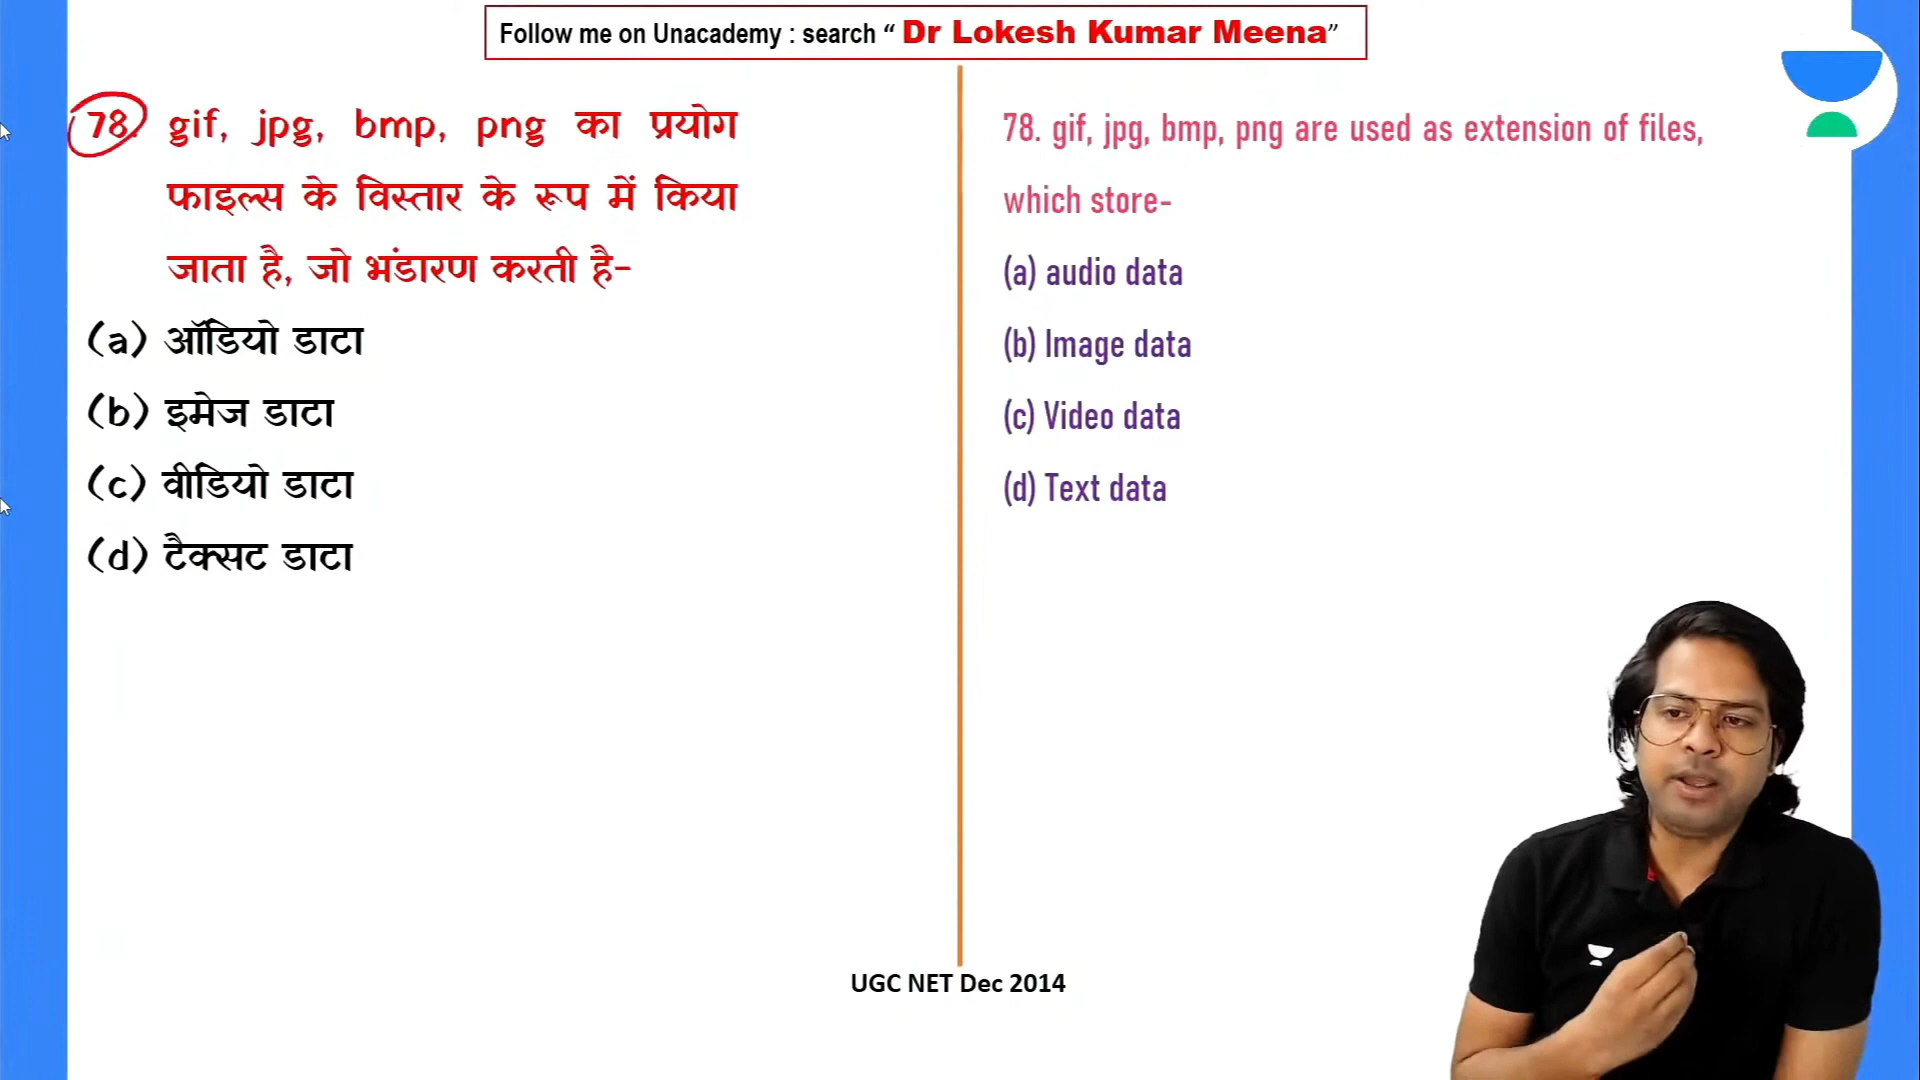 Follow me on Unacademy : search “ Dr Lokesh Kumar Meena”
78. gif, jpg, bmp, png का प्रयोग
फाइल्स के विस्तार के रूप में किया
जाता है, जो भंडारण करती है-
(a) ऑडियो डाटा
(b) इमेज डाटा
(c) वीडियो डाटा
(d) टैक्सट डाटा
78. gif, jpg, bmp, png are used as extension of files,
which store-
(a) audio data
(b) Image data
(c) Video data
(d) Text data
UGC NET Dec 2014